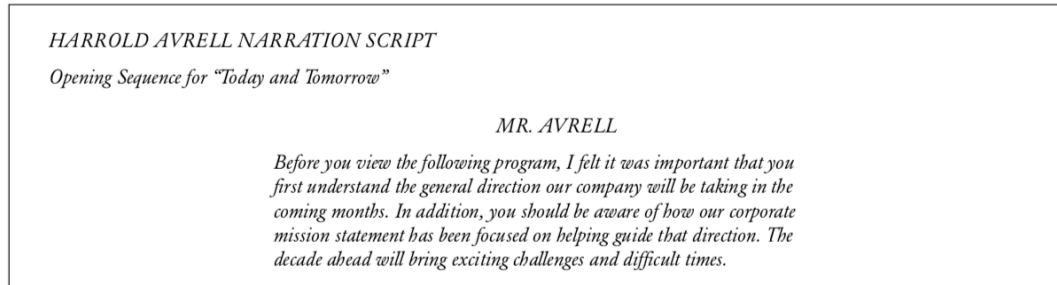 HARROLD AVRELL NARRATION SCRIPT
Opening Sequence for “Today and Tomorrow”
MR. AVRELL
Before you view the following program, I felt it was important that you
first understand the general direction our company will be taking in the
coming months. In addition, you should be aware of how our corporate
mission statement has been focused on helping guide that direction. The
decade ahead will bring exciting challenges and difficult times.